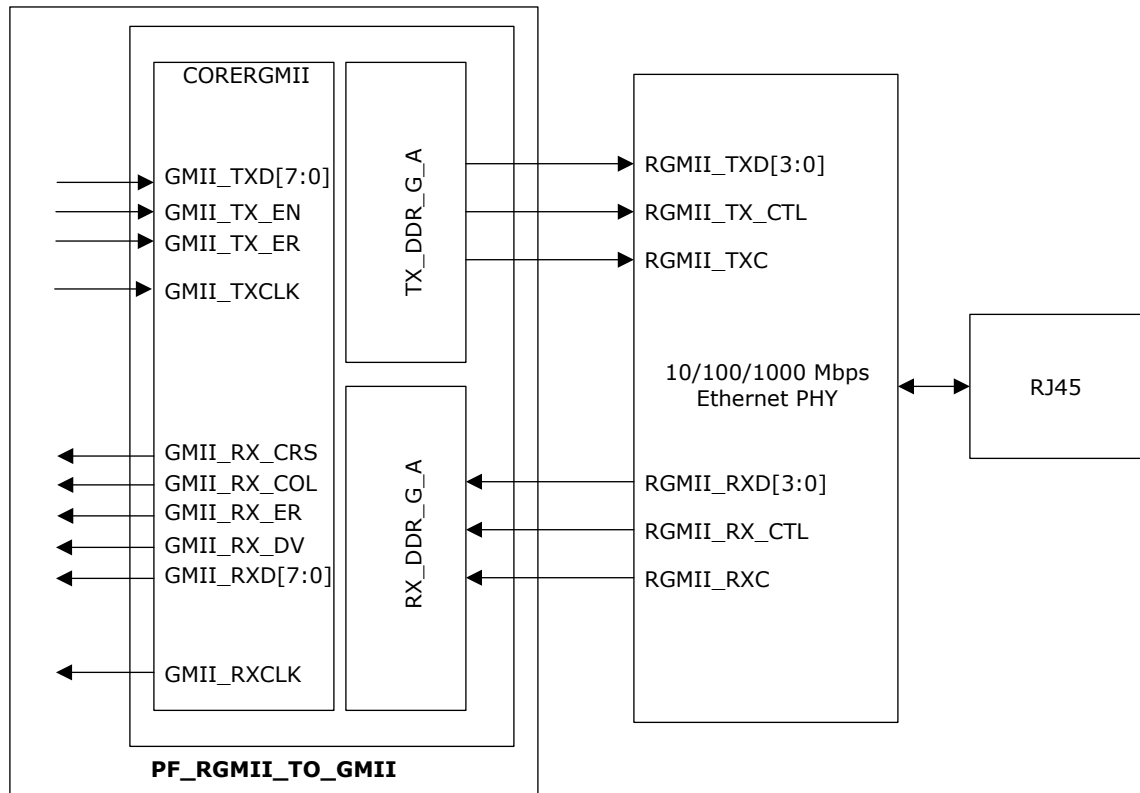 CORERGMII
GMII_TXD[7:0]
GMII_TX_EN
GMII_TX_ER
GMII_TXCLK
GMII_RX_CRS
GMII_RX_COL
GMII_RX_ER
GMII_RX_DV
GMII_RXD[7:0]
GMII_RXCLK
TX_DDR_G_A
RX_DDR_G_A
RGMII_TXD[3:0]
RGMII_TX_CTL
RGMII_TXC
10/100/1000 Mbps
Ethernet PHY
RGMII_RXD[3:0]
RGMII_RX_CTL
RGMII_RXC
RJ45
PF_RGMII_TO_GMII